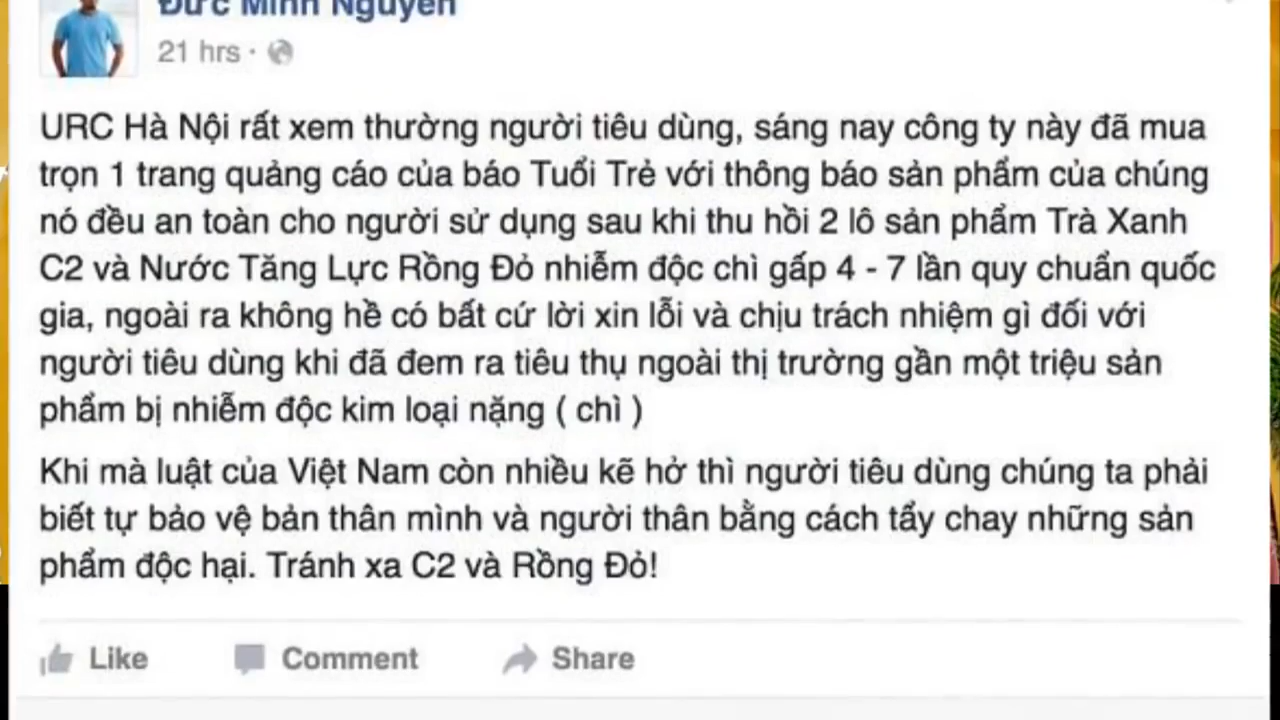 Đức Minh Nguyễn
21 hrs ·
URC Hà Nội rất xem thường người tiêu dùng, sáng nay công ty này đã mua
trọn 1 trang quảng cáo của báo Tuổi Trẻ với thông báo sản phẩm của chúng
nó đều an toàn cho người sử dụng sau khi thu hồi 2 lô sản phẩm Trà Xanh
C2 và Nước Tăng Lực Rồng Đỏ nhiễm độc chì gấp 4 - 7 lần quy chuẩn quốc
gia, ngoài ra không hề có bất cứ lời xin lỗi và chịu trách nhiệm gì đối với
người tiêu dùng khi đã đem ra tiêu thụ ngoài thị trường gần một triệu sản
phẩm bị nhiễm độc kim loại nặng ( chì )
Khi mà luật của Việt Nam còn nhiều kẽ hở thì người tiêu dùng chúng ta phải
biết tự bảo vệ bản thân mình và người thân bằng cách tẩy chay những sản
phẩm độc hại. Tránh xa C2 và Rồng Đỏ!
Like Comment Share